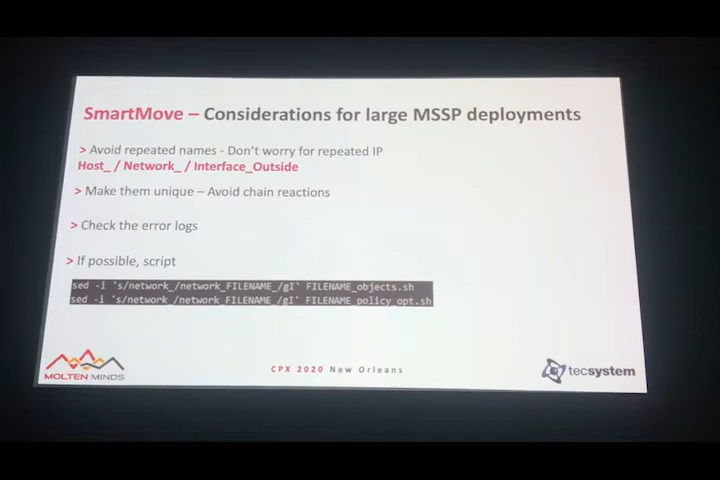 SmartMove – Considerations for large MSSP deployments
> Avoid repeated names - Don't worry for repeated IP
Host_ / Network_ / Interface_Outside
> Make them unique – Avoid chain reactions
> Check the error logs
> If possible, script
sed -i 's/network_/network_FILENAME_/gI' FILENAME_objects.sh
sed -i 's/network_/network_FILENAME_/gI' FILENAME_policy_opt.sh
MOLTEN MINDS
CPX 2020 New Orleans
tecsystem